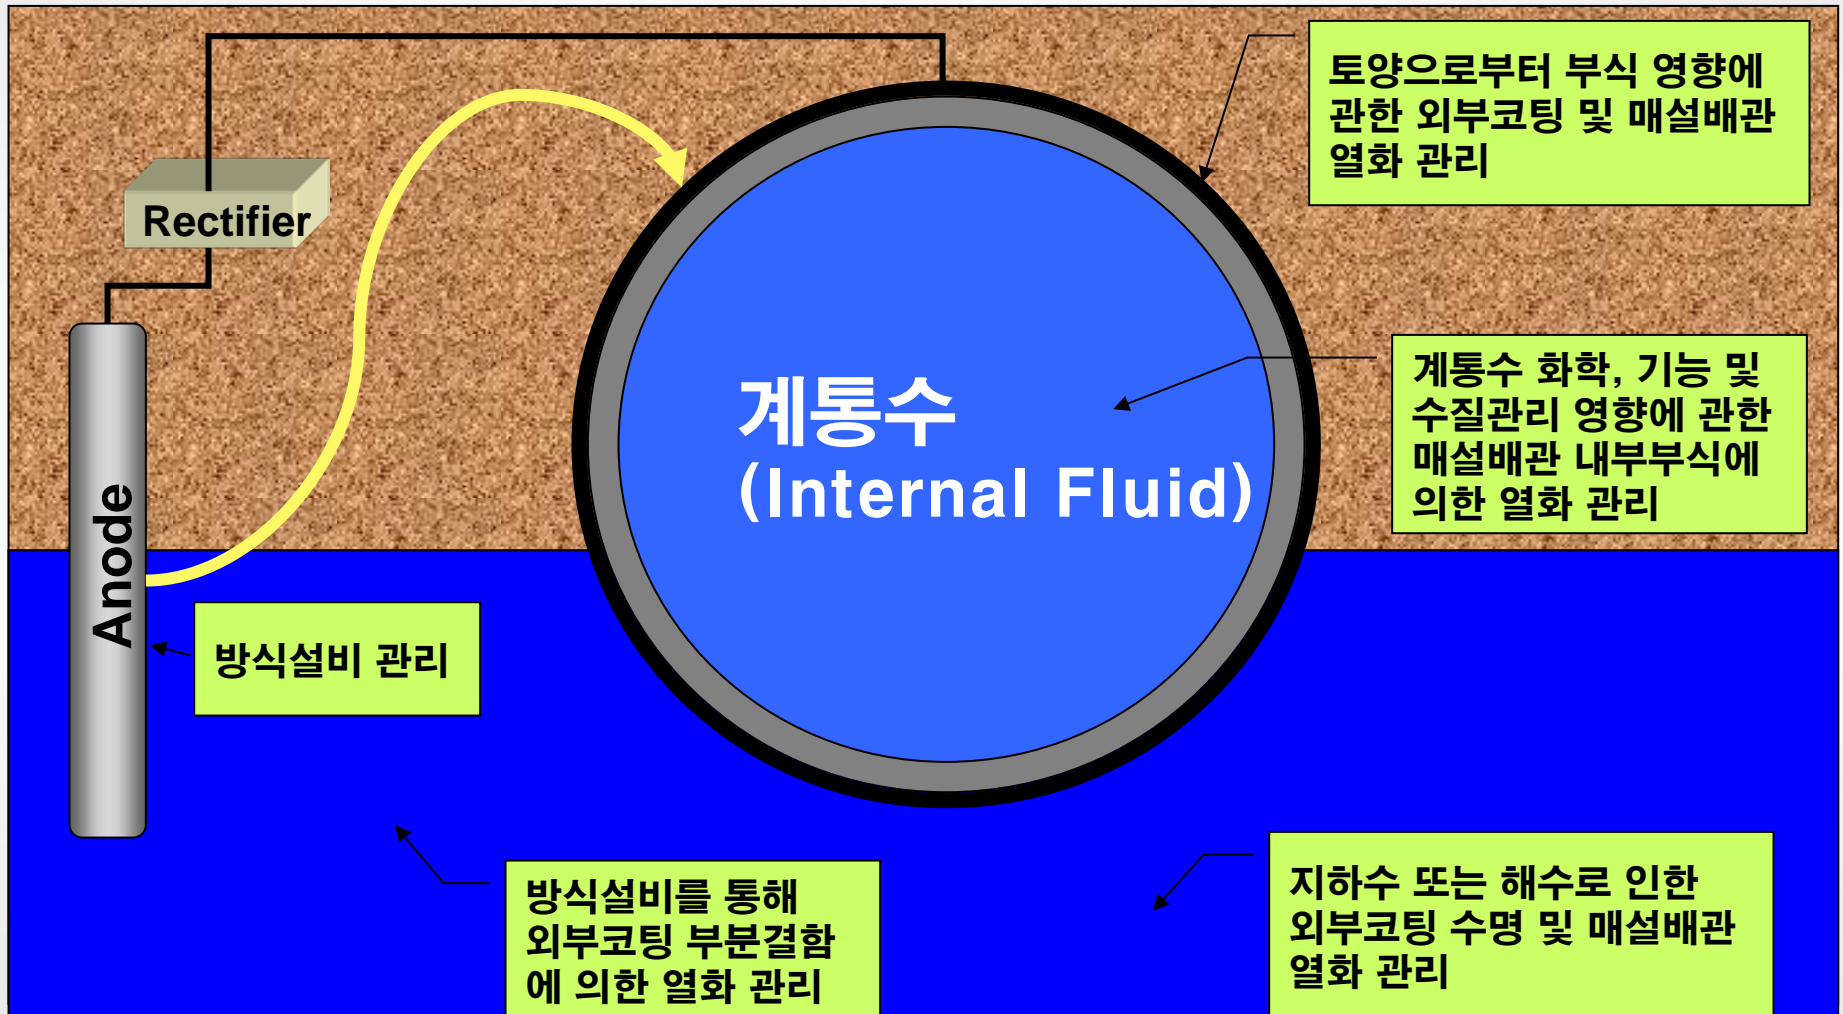 토양으로부터 부식 영향에
관한 외부코팅 및 매설배관
열화 관리
Rectifier
계통수 화학, 기능 및
수질관리 영향에 관한
매설배관 내부부식에
의한 열화 관리
계통수
(Internal Fluid)
Anode
방식설비 관리
방식설비를 통해
외부코팅 부분결함
에 의한 열화 관리
지하수 또는 해수로 인한
외부코팅 수명 및 매설배관
열화 관리